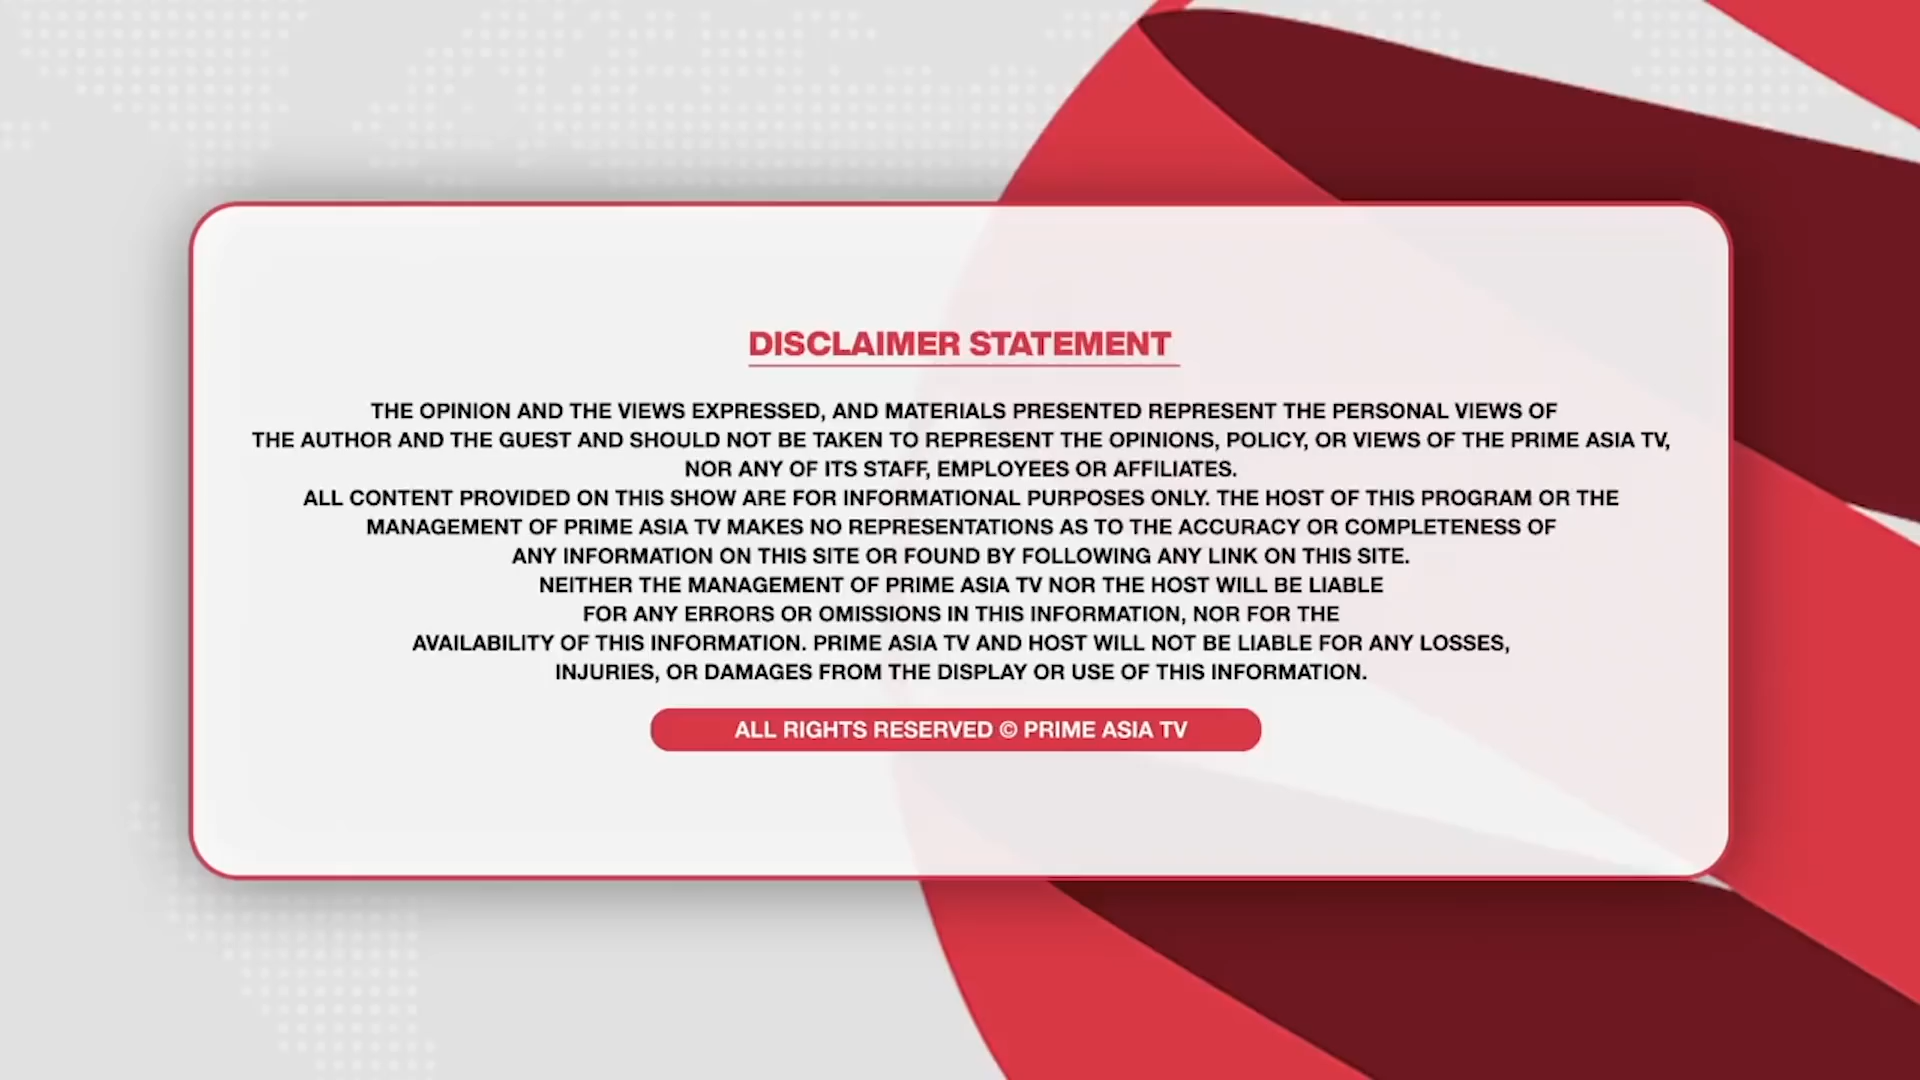 DISCLAIMER STATEMENT
THE OPINION AND THE VIEWS EXPRESSED, AND MATERIALS PRESENTED REPRESENT THE PERSONAL VIEWS OF
THE AUTHOR AND THE GUEST AND SHOULD NOT BE TAKEN TO REPRESENT THE OPINIONS, POLICY, OR VIEWS OF THE PRIME ASIA TV,
NOR ANY OF ITS STAFF, EMPLOYEES OR AFFILIATES.
ALL CONTENT PROVIDED ON THIS SHOW ARE FOR INFORMATIONAL PURPOSES ONLY. THE HOST OF THIS PROGRAM OR THE
MANAGEMENT OF PRIME ASIA TV MAKES NO REPRESENTATIONS AS TO THE ACCURACY OR COMPLETENESS OF
ANY INFORMATION ON THIS SITE OR FOUND BY FOLLOWING ANY LINK ON THIS SITE.
NEITHER THE MANAGEMENT OF PRIME ASIA TV NOR THE HOST WILL BE LIABLE
FOR ANY ERRORS OR OMISSIONS IN THIS INFORMATION, NOR FOR THE
AVAILABILITY OF THIS INFORMATION. PRIME ASIA TV AND HOST WILL NOT BE LIABLE FOR ANY LOSSES,
INJURIES, OR DAMAGES FROM THE DISPLAY OR USE OF THIS INFORMATION.
ALL RIGHTS RESERVED © PRIME ASIA TV